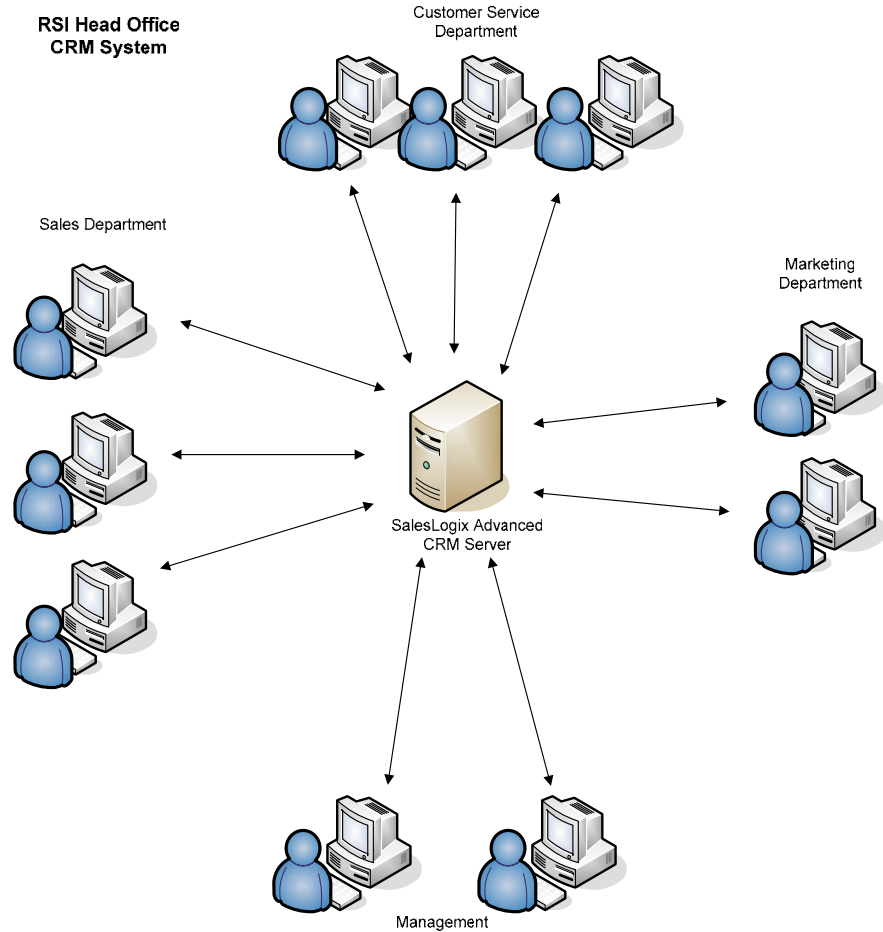 RSI Head Office
CRM System
Customer Service
Department
Sales Department
Marketing
Department
SalesLogix Advanced
CRM Server
Management